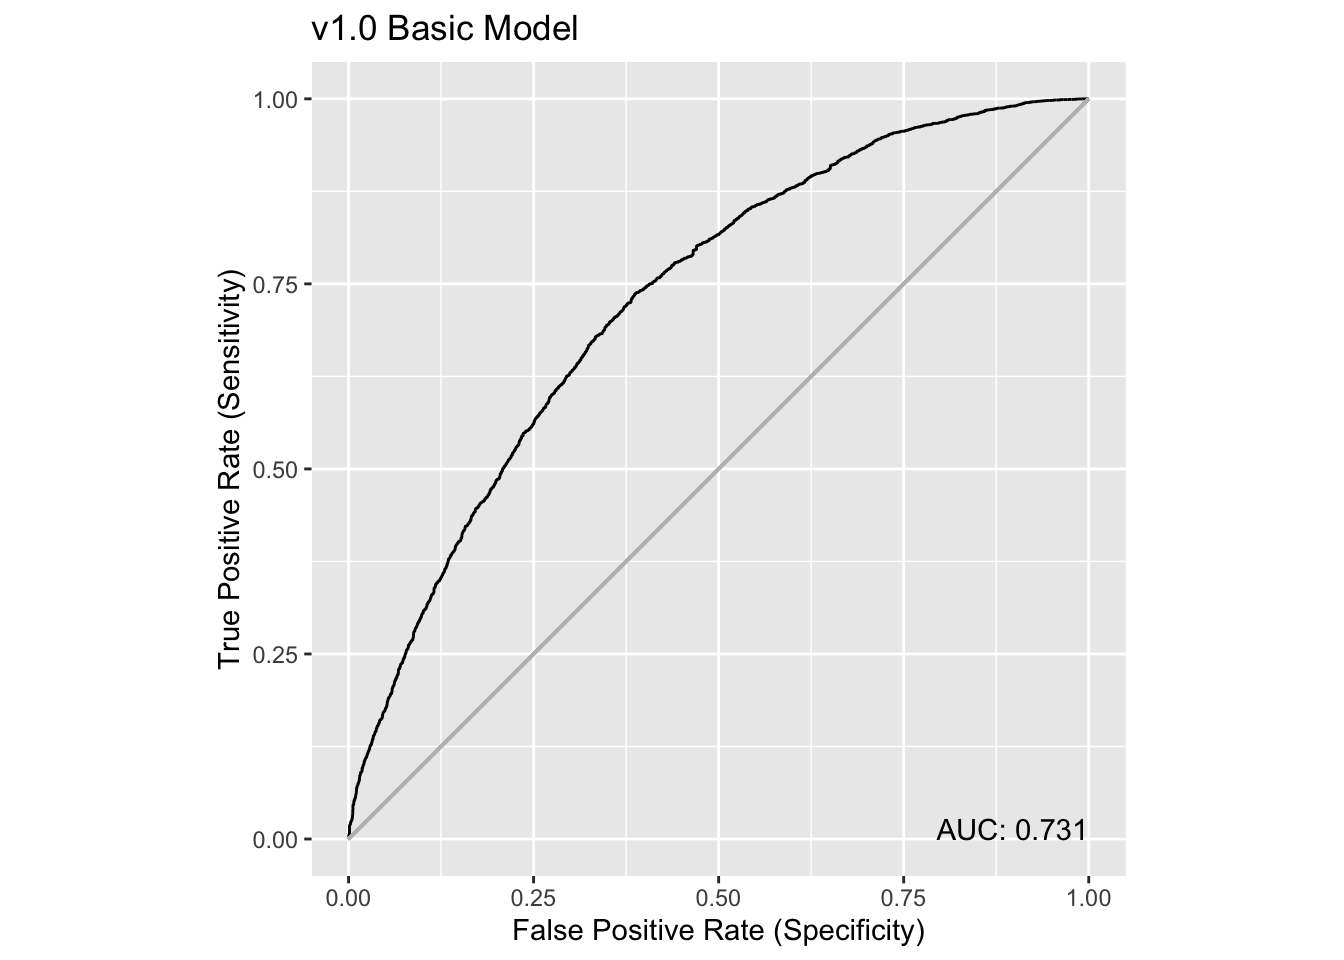 v1.0 Basic Model
True Positive Rate (Sensitivity)
1.00
0.75
0.50
0.25
0.00
AUC: 0.731
0.00 0.25 0.50 0.75 1.00
False Positive Rate (Specificity)